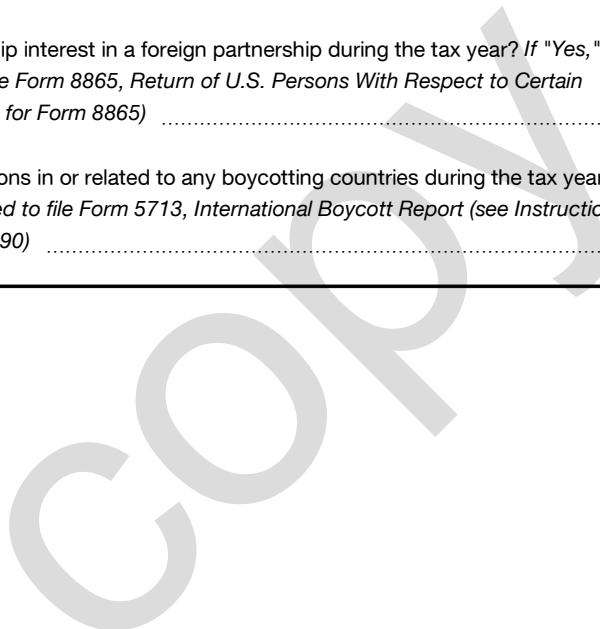 ip interest in a foreign partnership during the tax year? If "Yes,"
e Form 8865, Return of U.S. Persons With Respect to Certain
for Form 8865) ........................................................................
ons in or related to any boycotting countries during the tax year
ed to file Form 5713, International Boycott Report (see Instructio
90) ........................................................................................
copy